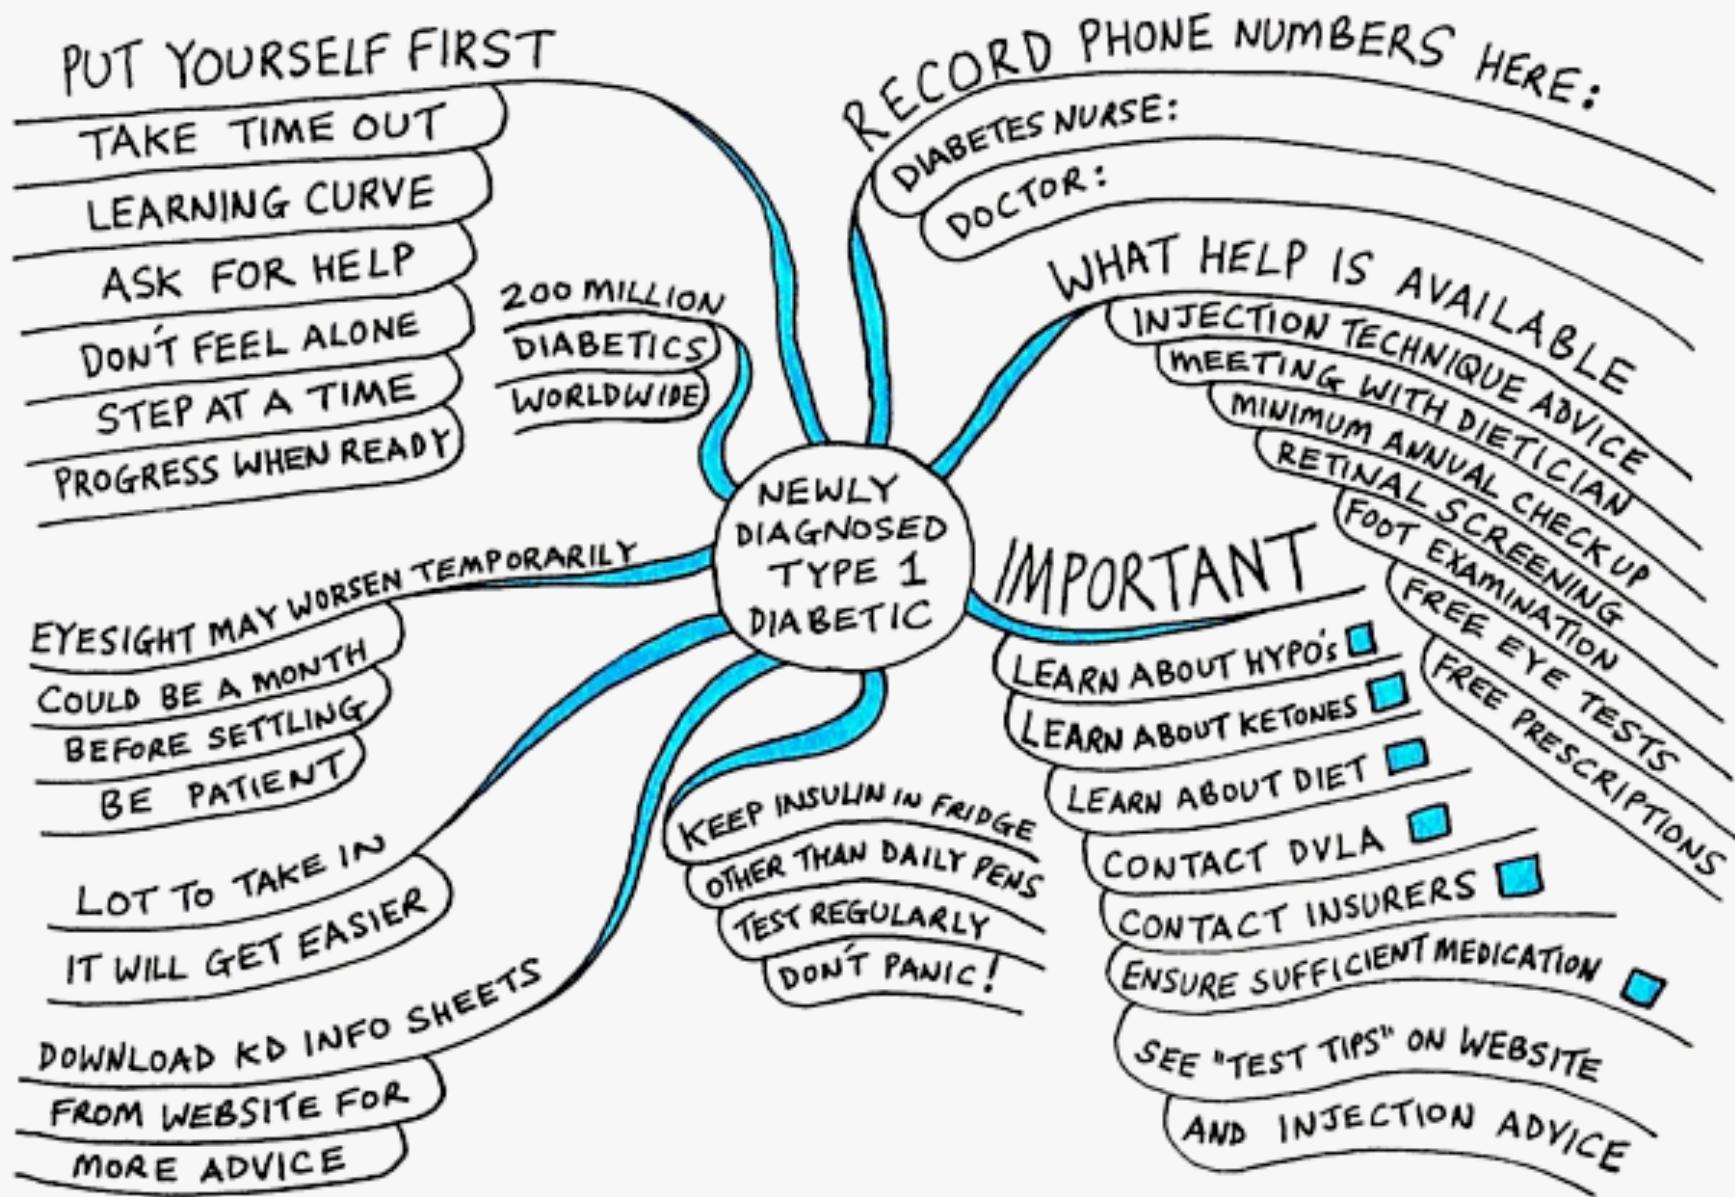 NEWLY
DIAGNOSED
TYPE 1
DIABETIC
PUT YOURSELF FIRST
TAKE TIME OUT
LEARNING CURVE
ASK FOR HELP
DON'T FEEL ALONE
STEP AT A TIME
PROGRESS WHEN READY
200 MILLION
DIABETICS
WORLDWIDE
RECORD PHONE NUMBERS HERE:
DIABETES NURSE:
DOCTOR:
WHAT HELP IS AVAILABLE
INJECTION TECHNIQUE ADVICE
MEETING WITH DIETICIAN
MINIMUM ANNUAL CHECK UP
RETINAL SCREENING
FOOT EXAMINATION
FREE EYE TESTS
FREE PRESCRIPTIONS
IMPORTANT
LEARN ABOUT HYPO'S
LEARN ABOUT KETONES
LEARN ABOUT DIET
CONTACT DVLA
CONTACT INSURERS
ENSURE SUFFICIENT MEDICATION
SEE "TEST TIPS" ON WEBSITE
AND INJECTION ADVICE
KEEP INSULIN IN FRIDGE
OTHER THAN DAILY PENS
TEST REGULARLY
DON'T PANIC!
EYESIGHT MAY WORSEN TEMPORARILY
COULD BE A MONTH
BEFORE SETTLING
BE PATIENT
LOT TO TAKE IN
IT WILL GET EASIER
DOWNLOAD KD INFO SHEETS
FROM WEBSITE FOR
MORE ADVICE